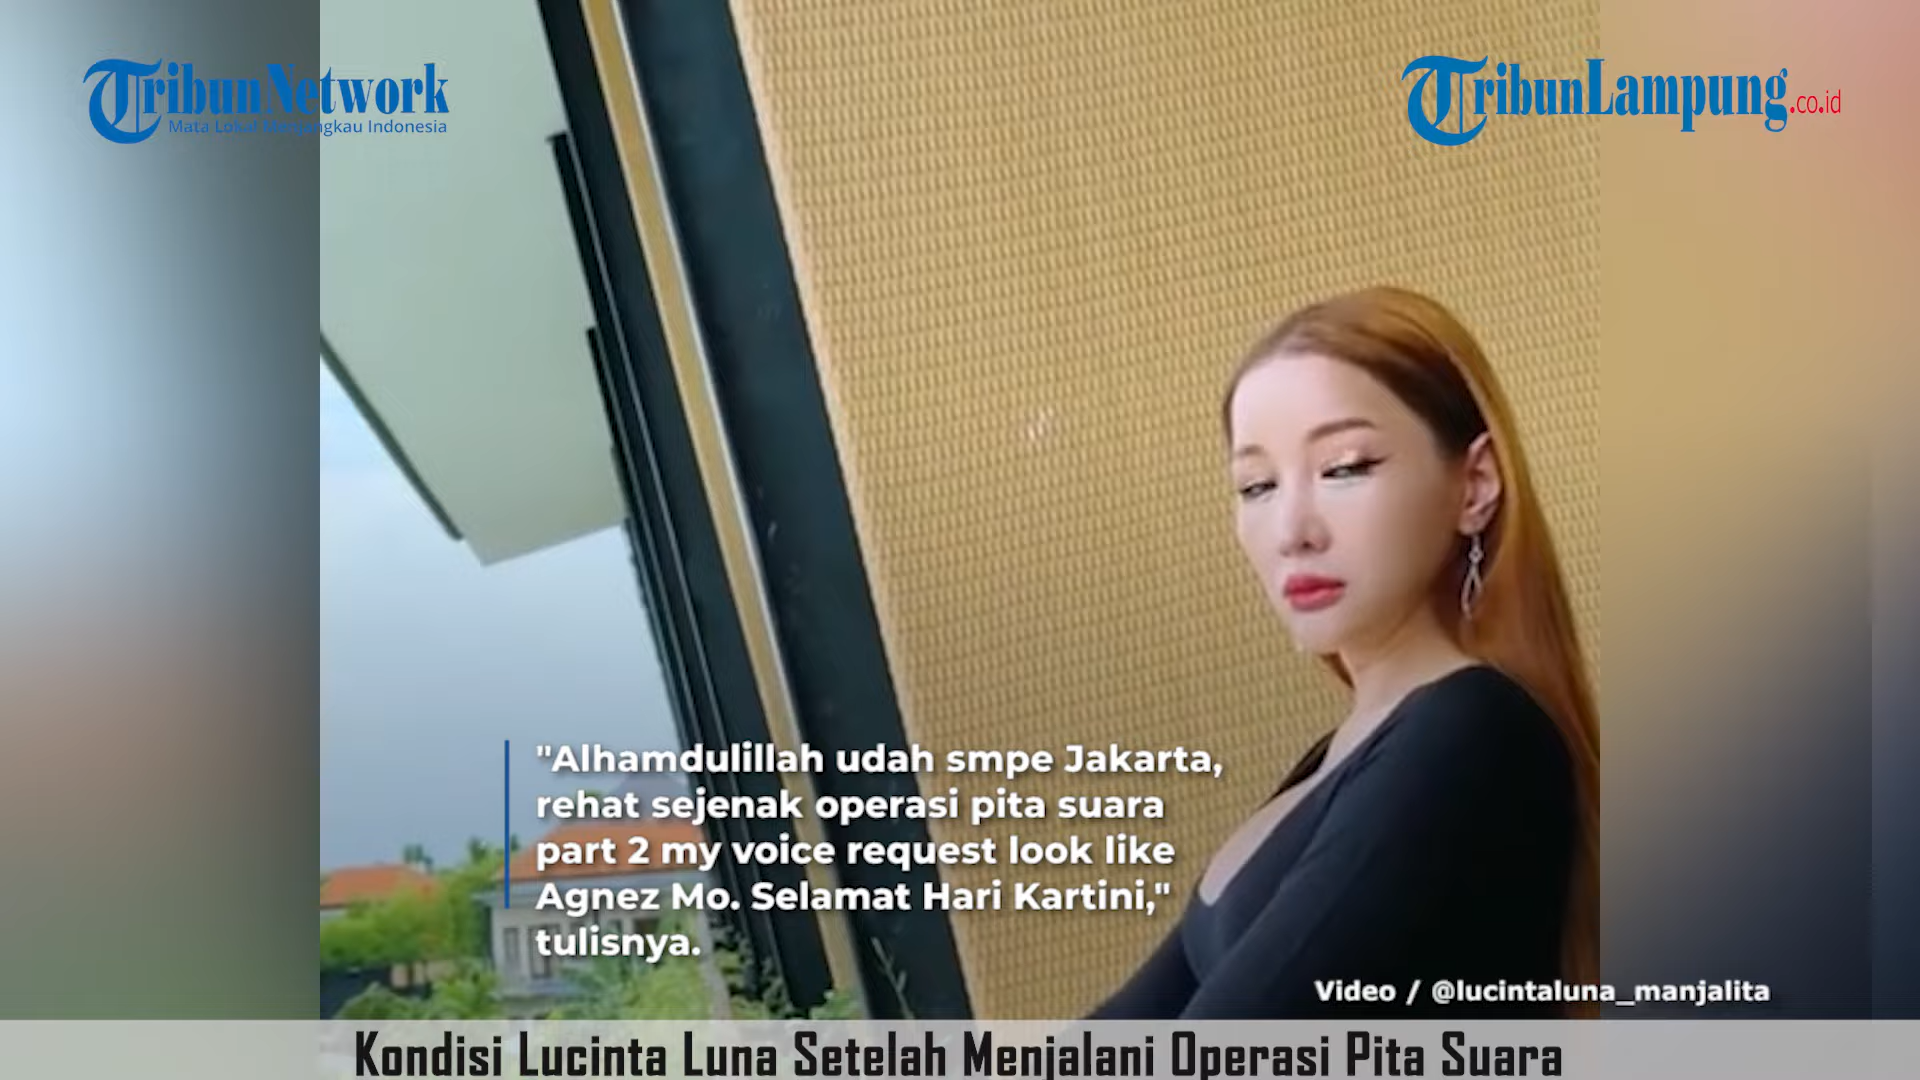 TribunNetwork
Mata Lokal Menjangkau Indonesia
TribunLampung.co.id
"Alhamdulillah udah smpe Jakarta,
rehat sejenak operasi pita suara
part 2 my voice request look like
Agnez Mo. Selamat Hari Kartini,"
tulisnya.
Video / @lucintaluna_manjalita
Kondisi Lucinta Luna Setelah Menjalani Operasi Pita Suara